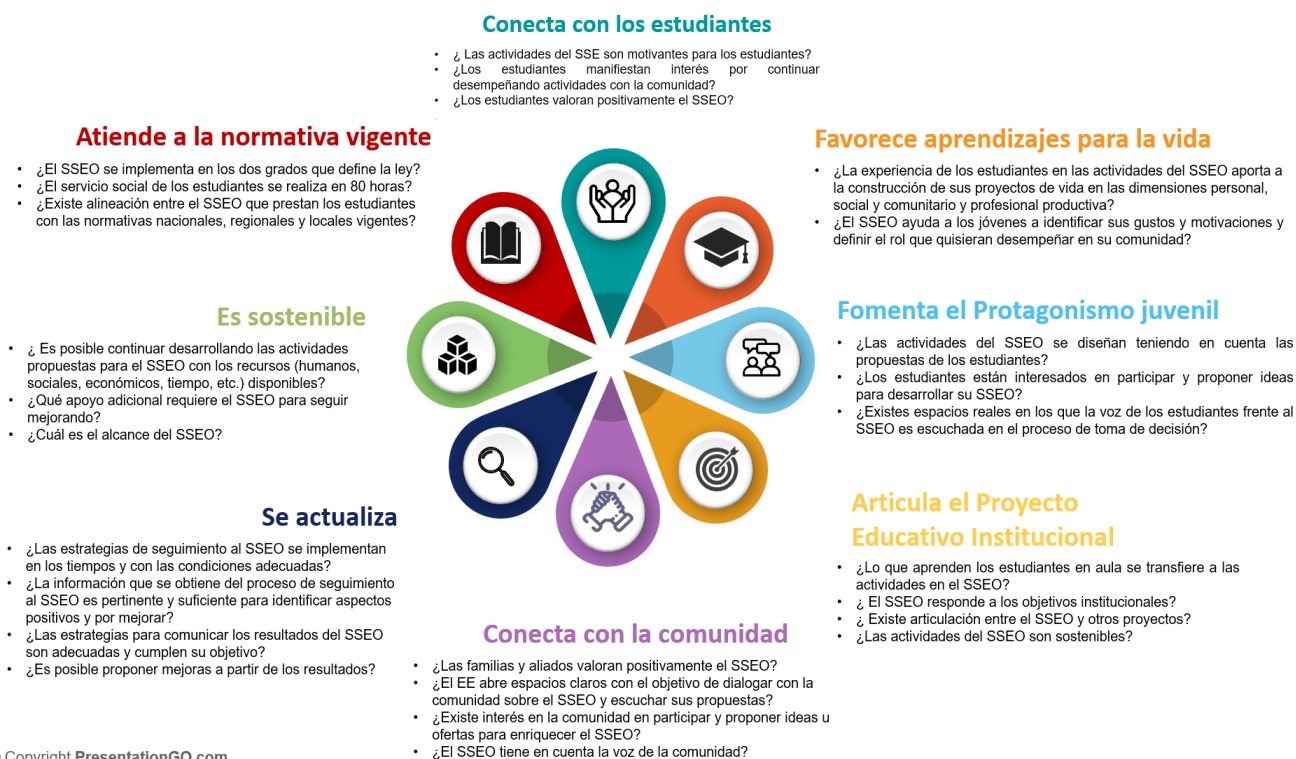 Conecta con los estudiantes
• ¿ Las actividades del SSE son motivantes para los estudiantes?
• ¿Los estudiantes manifiestan interés por continuar
desempeñando actividades con la comunidad?
• ¿Los estudiantes valoran positivamente el SSEO?
Atiende a la normativa vigente
• ¿El SSEO se implementa en los dos grados que define la ley?
• ¿El servicio social de los estudiantes se realiza en 80 horas?
• ¿Existe alineación entre el SSEO que prestan los estudiantes
con las normativas nacionales, regionales y locales vigentes?
Favorece aprendizajes para la vida
• ¿La experiencia de los estudiantes en las actividades del SSEO aporta a
la construcción de sus proyectos de vida en las dimensiones personal,
social y comunitario y profesional productiva?
• ¿El SSEO ayuda a los jóvenes a identificar sus gustos y motivaciones y
definir el rol que quisieran desempeñar en su comunidad?
Es sostenible
• ¿ Es posible continuar desarrollando las actividades
propuestas para el SSEO con los recursos (humanos,
sociales, económicos, tiempo, etc.) disponibles?
• ¿Qué apoyo adicional requiere el SSEO para seguir
mejorando?
• ¿Cuál es el alcance del SSEO?
Fomenta el Protagonismo juvenil
• ¿Las actividades del SSEO se diseñan teniendo en cuenta las
propuestas de los estudiantes?
• ¿Los estudiantes están interesados en participar y proponer ideas
para desarrollar su SSEO?
• ¿Existes espacios reales en los que la voz de los estudiantes frente al
SSEO es escuchada en el proceso de toma de decisión?
Se actualiza
• ¿Las estrategias de seguimiento al SSEO se implementan
en los tiempos y con las condiciones adecuadas?
• ¿La información que se obtiene del proceso de seguimiento
al SSEO es pertinente y suficiente para identificar aspectos
positivos y por mejorar?
• ¿Las estrategias para comunicar los resultados del SSEO
son adecuadas y cumplen su objetivo?
• ¿Es posible proponer mejoras a partir de los resultados?
Articula el Proyecto
Educativo Institucional
• ¿Lo que aprenden los estudiantes en aula se transfiere a las
actividades en el SSEO?
• ¿ El SSEO responde a los objetivos institucionales?
• ¿ Existe articulación entre el SSEO y otros proyectos?
• ¿Las actividades del SSEO son sostenibles?
Conecta con la comunidad
• ¿Las familias y aliados valoran positivamente el SSEO?
• ¿El EE abre espacios claros con el objetivo de dialogar con la
comunidad sobre el SSEO y escuchar sus propuestas?
• ¿Existe interés en la comunidad en participar y proponer ideas u
ofertas para enriquecer el SSEO?
• ¿El SSEO tiene en cuenta la voz de la comunidad?
Copyright PresentationGO.com